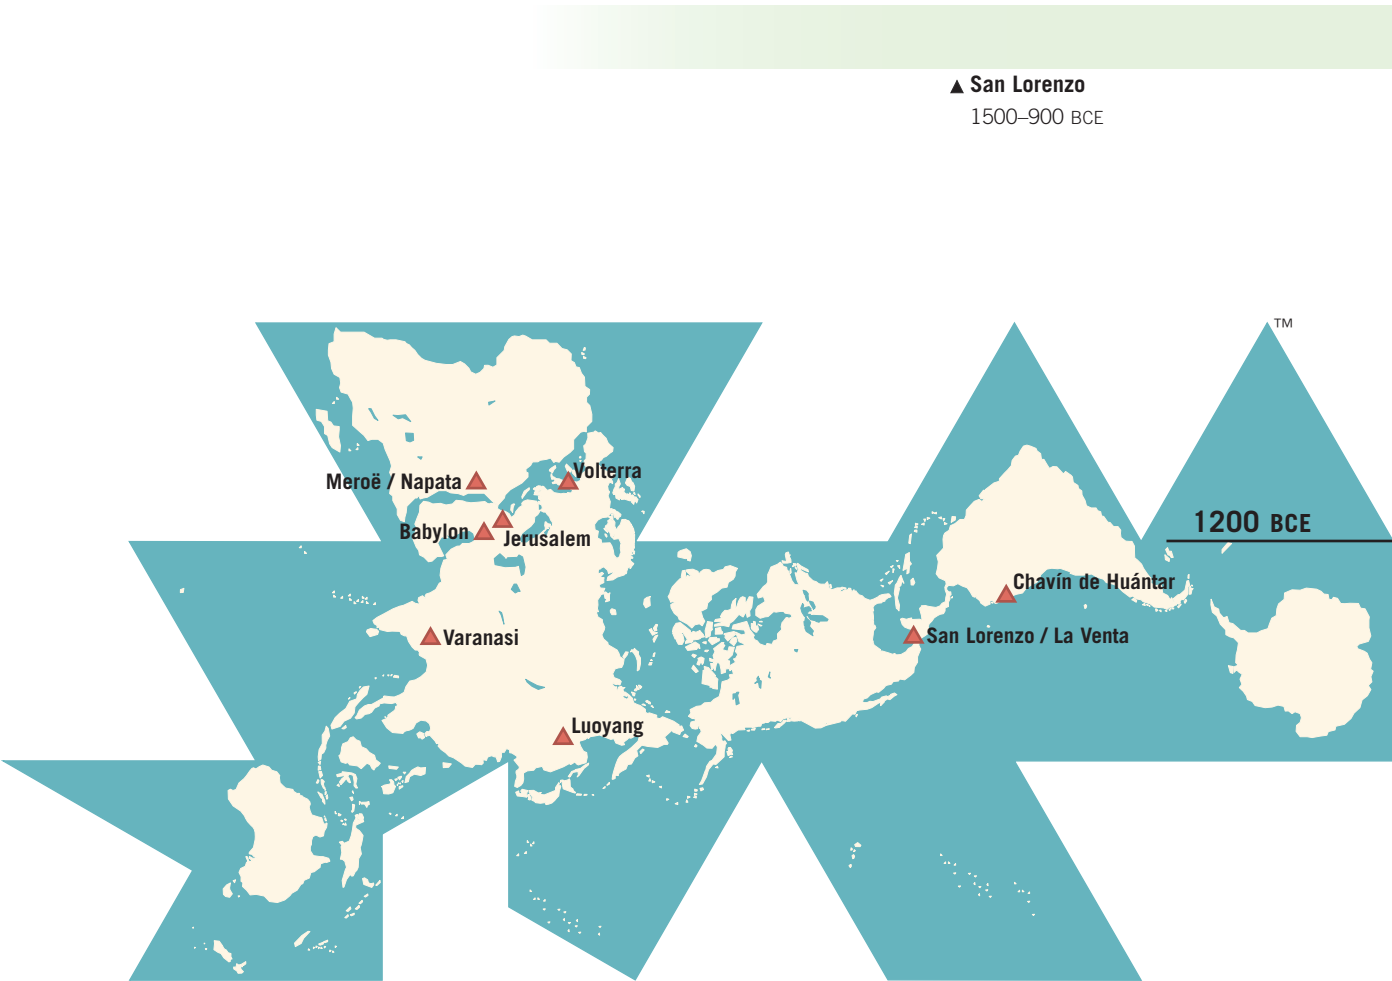 ▲ San Lorenzo
1500–900 BCE
™
Volterra
Meroë / Napata
1200 BCE
Babylon
Jerusalem
Chavín de Huántar
Varanasi
San Lorenzo / La Venta
Luoyang